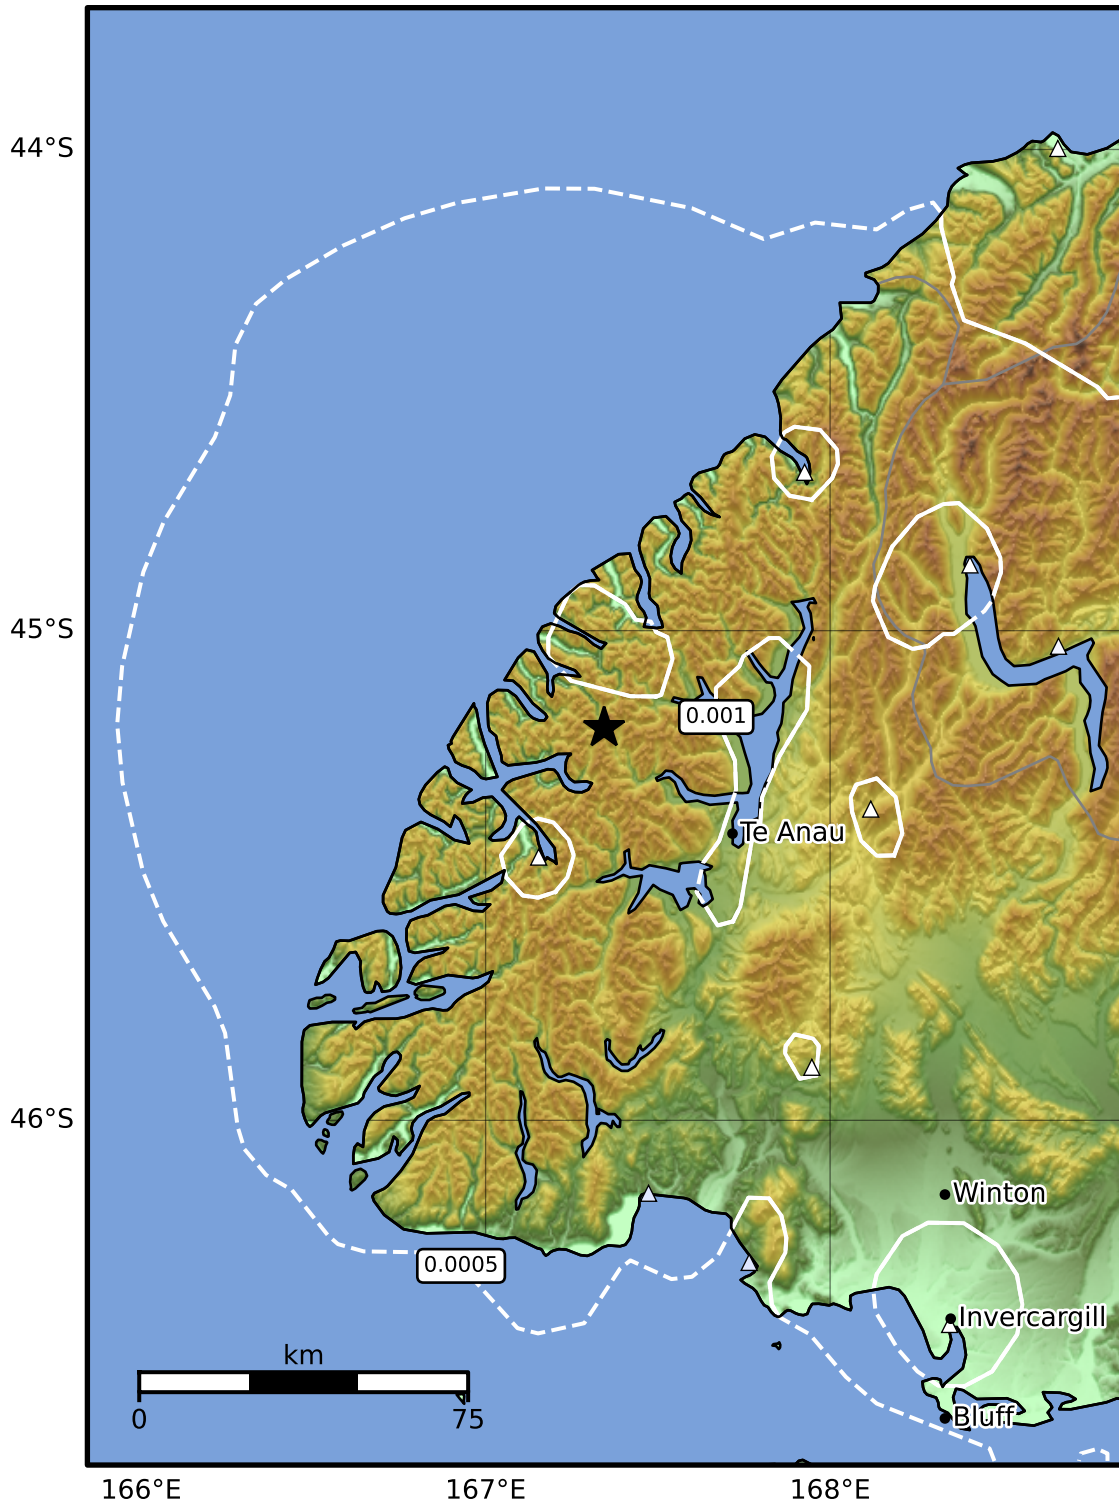 44°S
45°S
0.001
Te Anau
46°S
Winton
0.0005
Invercargill
km
0 75
Bluff
166°E 167°E 168°E